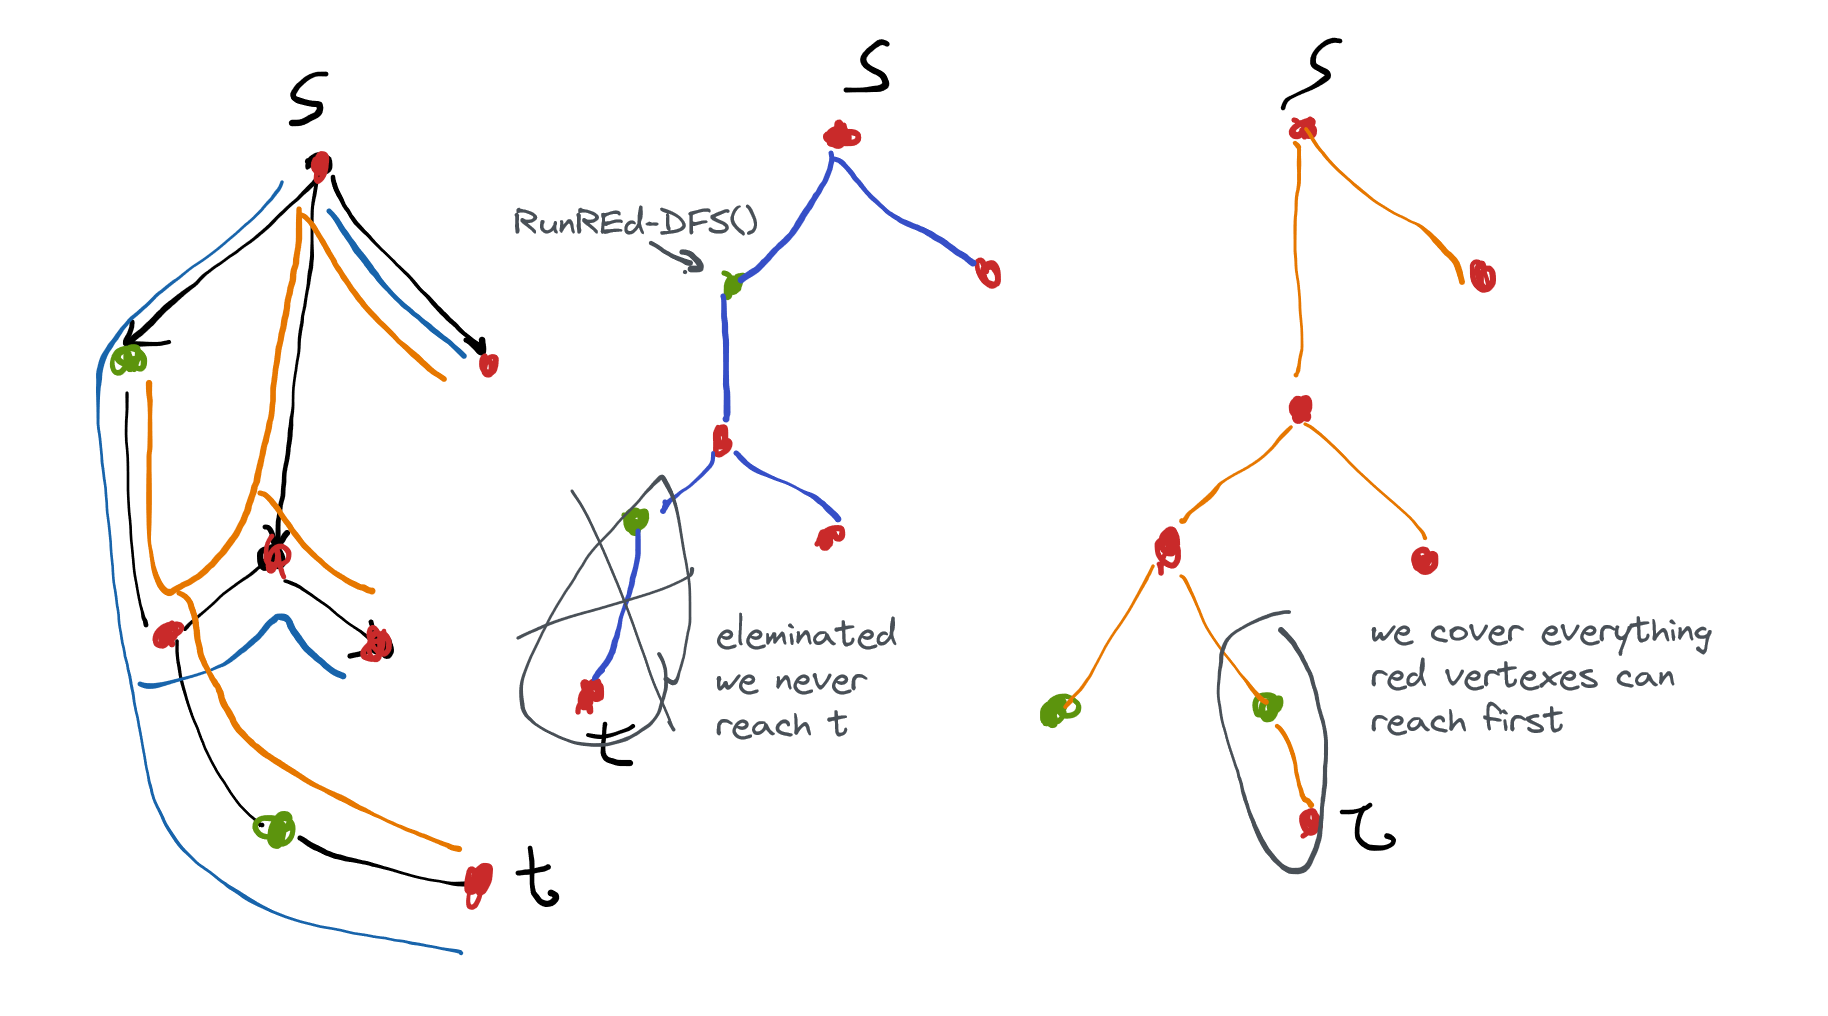 S
S
S
RunREd-DFS()
eleminated
we never
reach t
t
we cover everything
red vertexes can
reach first
t
t